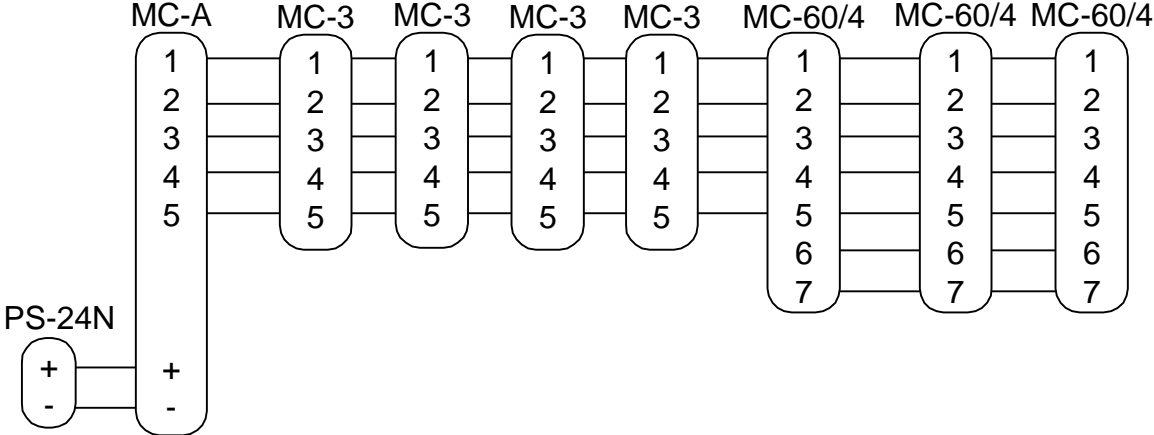 MC-A MC-3 MC-3 MC-3 MC-3 MC-60/4 MC-60/4 MC-60/4
1 1 1 1 1 1 1 1
2 2 2 2 2 2 2 2
3 3 3 3 3 3 3 3
4 4 4 4 4 4 4 4
5 5 5 5 5 5 5 5
6 6 6
7 7 7
PS-24N
+ +
- -